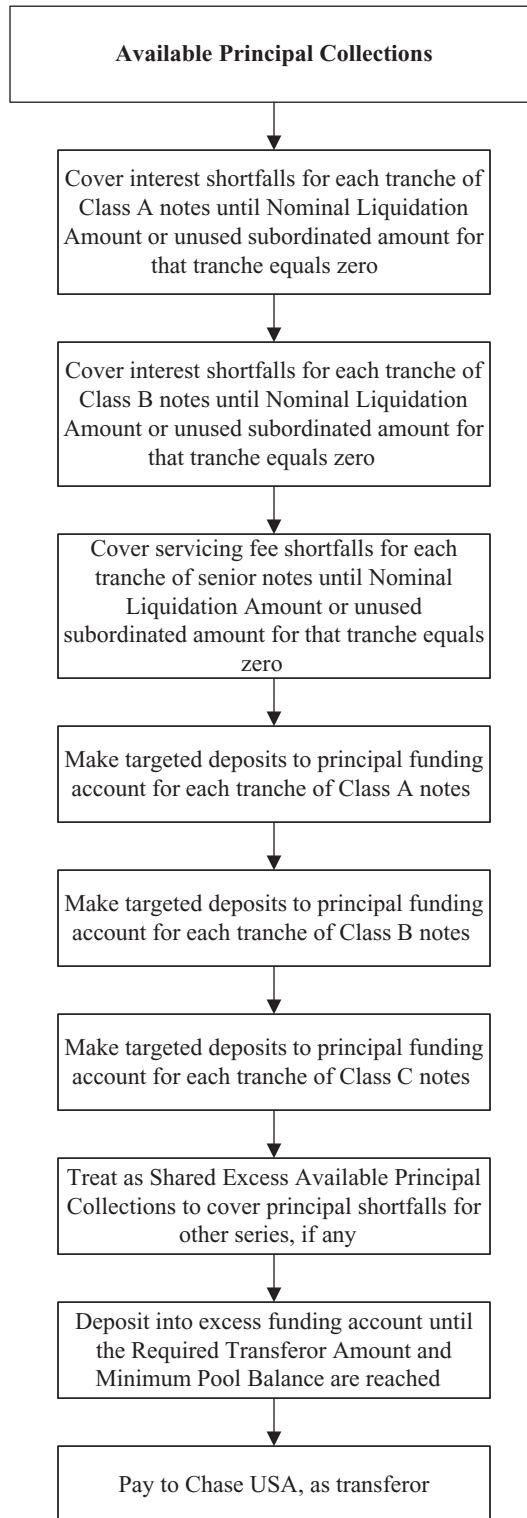 Available Principal Collections
Cover interest shortfalls for each tranche of
Class A notes until Nominal Liquidation
Amount or unused subordinated amount for
that tranche equals zero
Cover interest shortfalls for each tranche of
Class B notes until Nominal Liquidation
Amount or unused subordinated amount for
that tranche equals zero
Cover servicing fee shortfalls for each
tranche of senior notes until Nominal
Liquidation Amount or unused
subordinated amount for that tranche equals
zero
Make targeted deposits to principal funding
account for each tranche of Class A notes
Make targeted deposits to principal funding
account for each tranche of Class B notes
Make targeted deposits to principal funding
account for each tranche of Class C notes
Treat as Shared Excess Available Principal
Collections to cover principal shortfalls for
other series, if any
Deposit into excess funding account until
the Required Transferor Amount and
Minimum Pool Balance are reached
Pay to Chase USA, as transferor